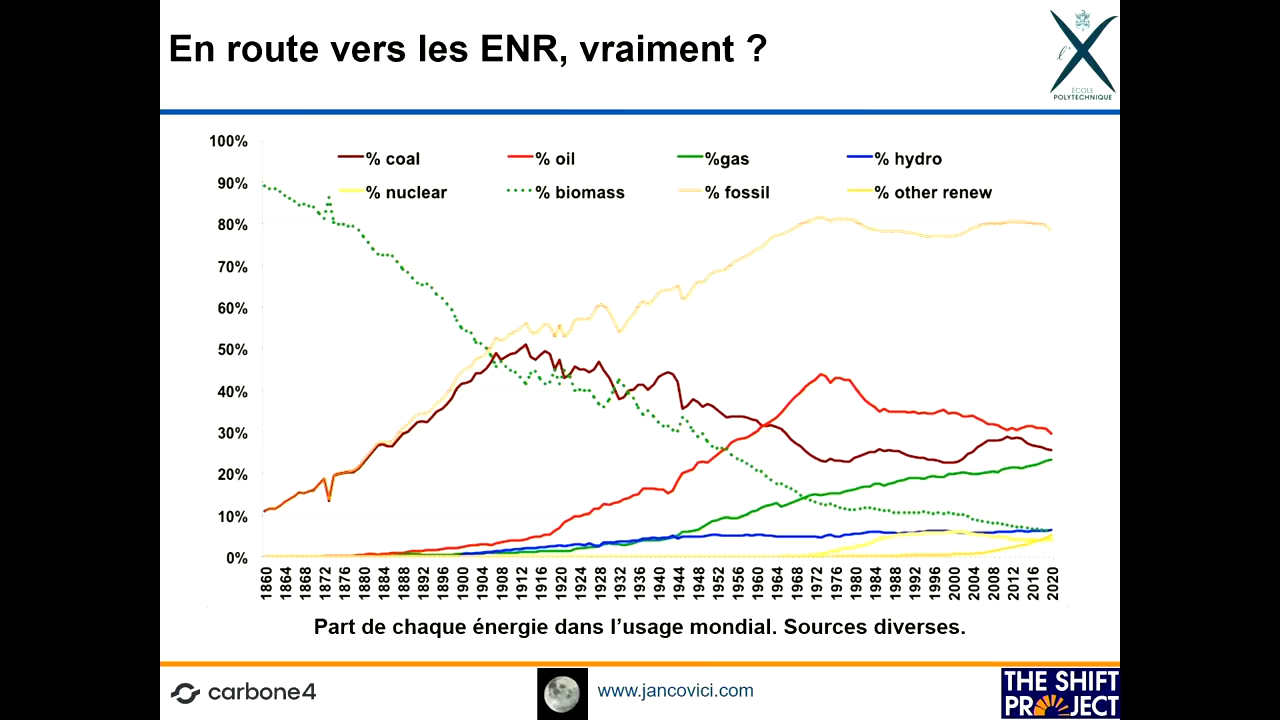 En route vers les ENR, vraiment ?
l'X
ÉCOLE
POLYTECHNIQUE
100%
90%
80%
70%
60%
50%
40%
30%
20%
10%
0%
% coal % oil %gas % hydro
% nuclear % biomass % fossil % other renew
1860 1864 1868 1872 1876 1880 1884 1888 1892 1896 1900 1904 1908 1912 1916 1920 1924 1928 1932 1936 1940 1944 1948 1952 1956 1960 1964 1968 1972 1976 1980 1984 1988 1992 1996 2000 2004 2008 2012 2016 2020
Part de chaque énergie dans l’usage mondial. Sources diverses.
carbone4
www.jancovici.com
THE SHIFT
PROJECT